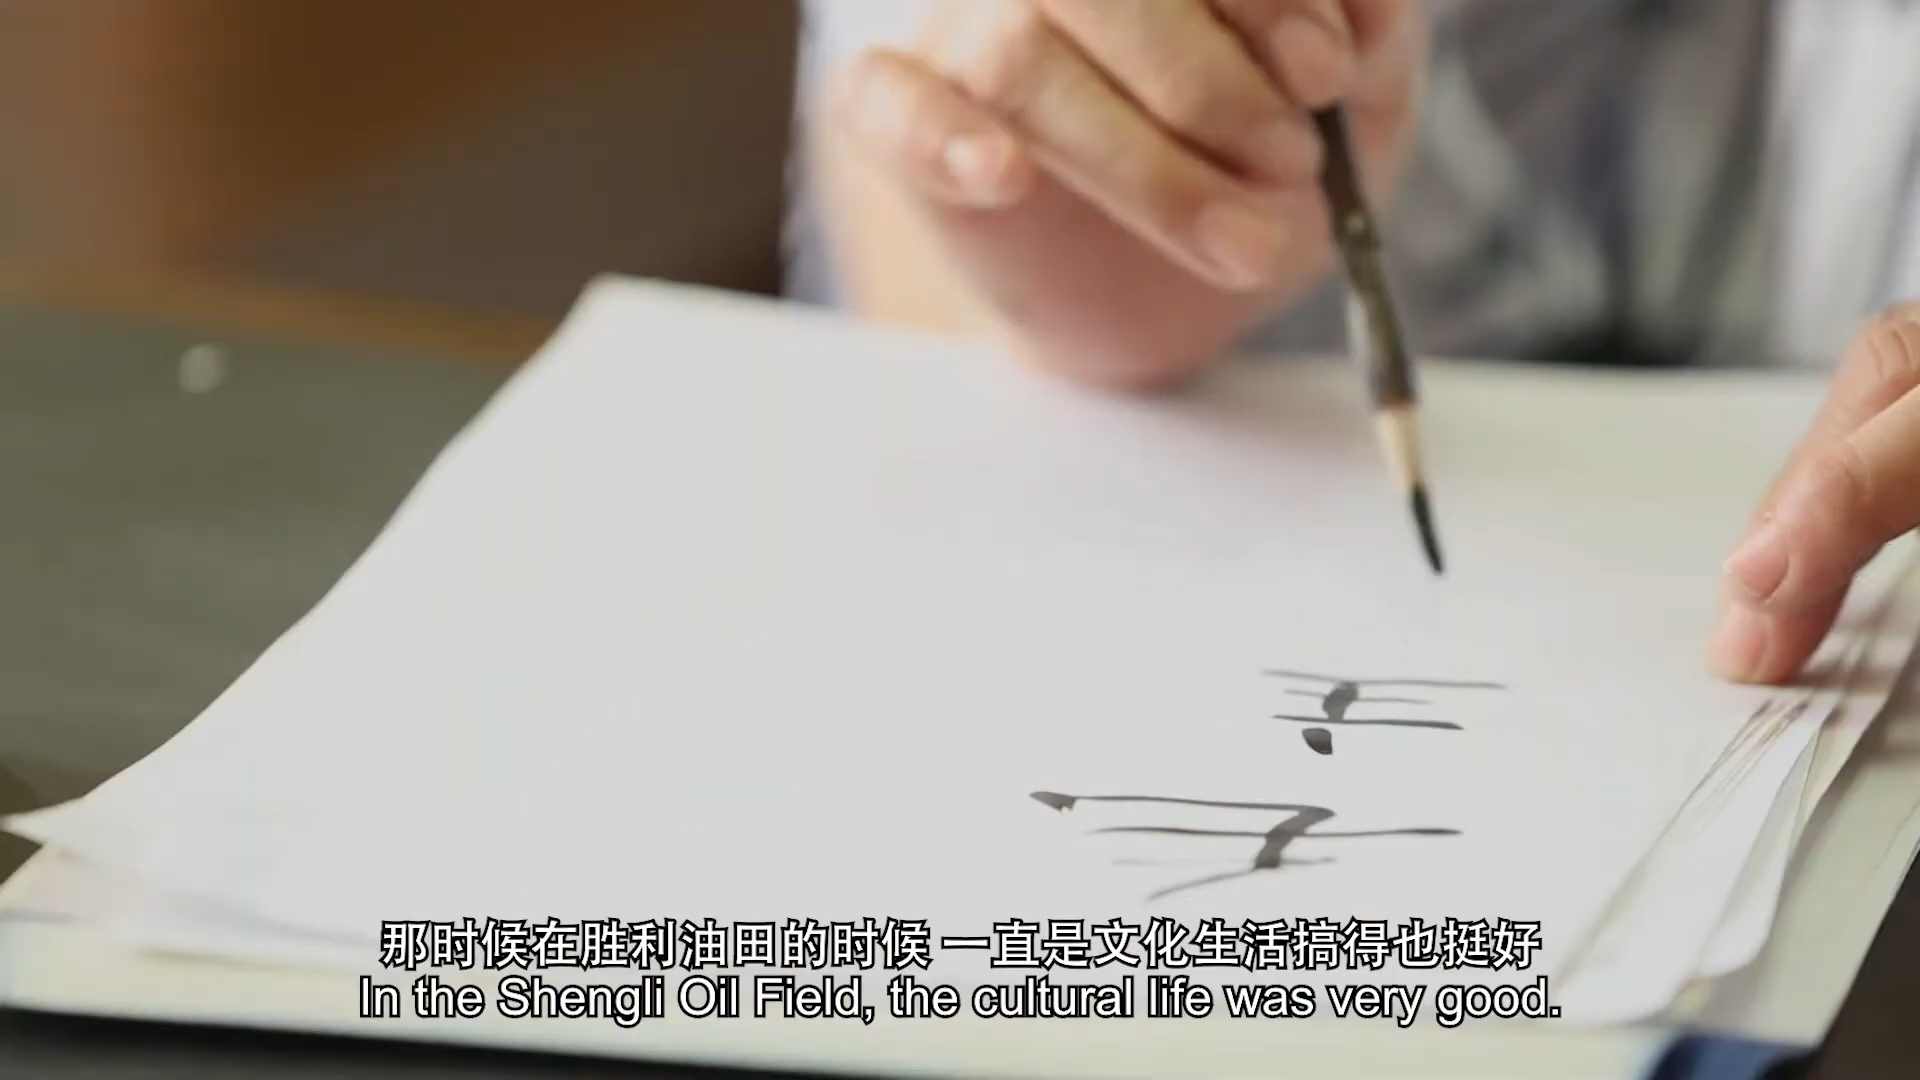 那时候在胜利油田的时候 一直是文化生活搞得也挺好
In the Shengli Oil Field, the cultural life was very good.